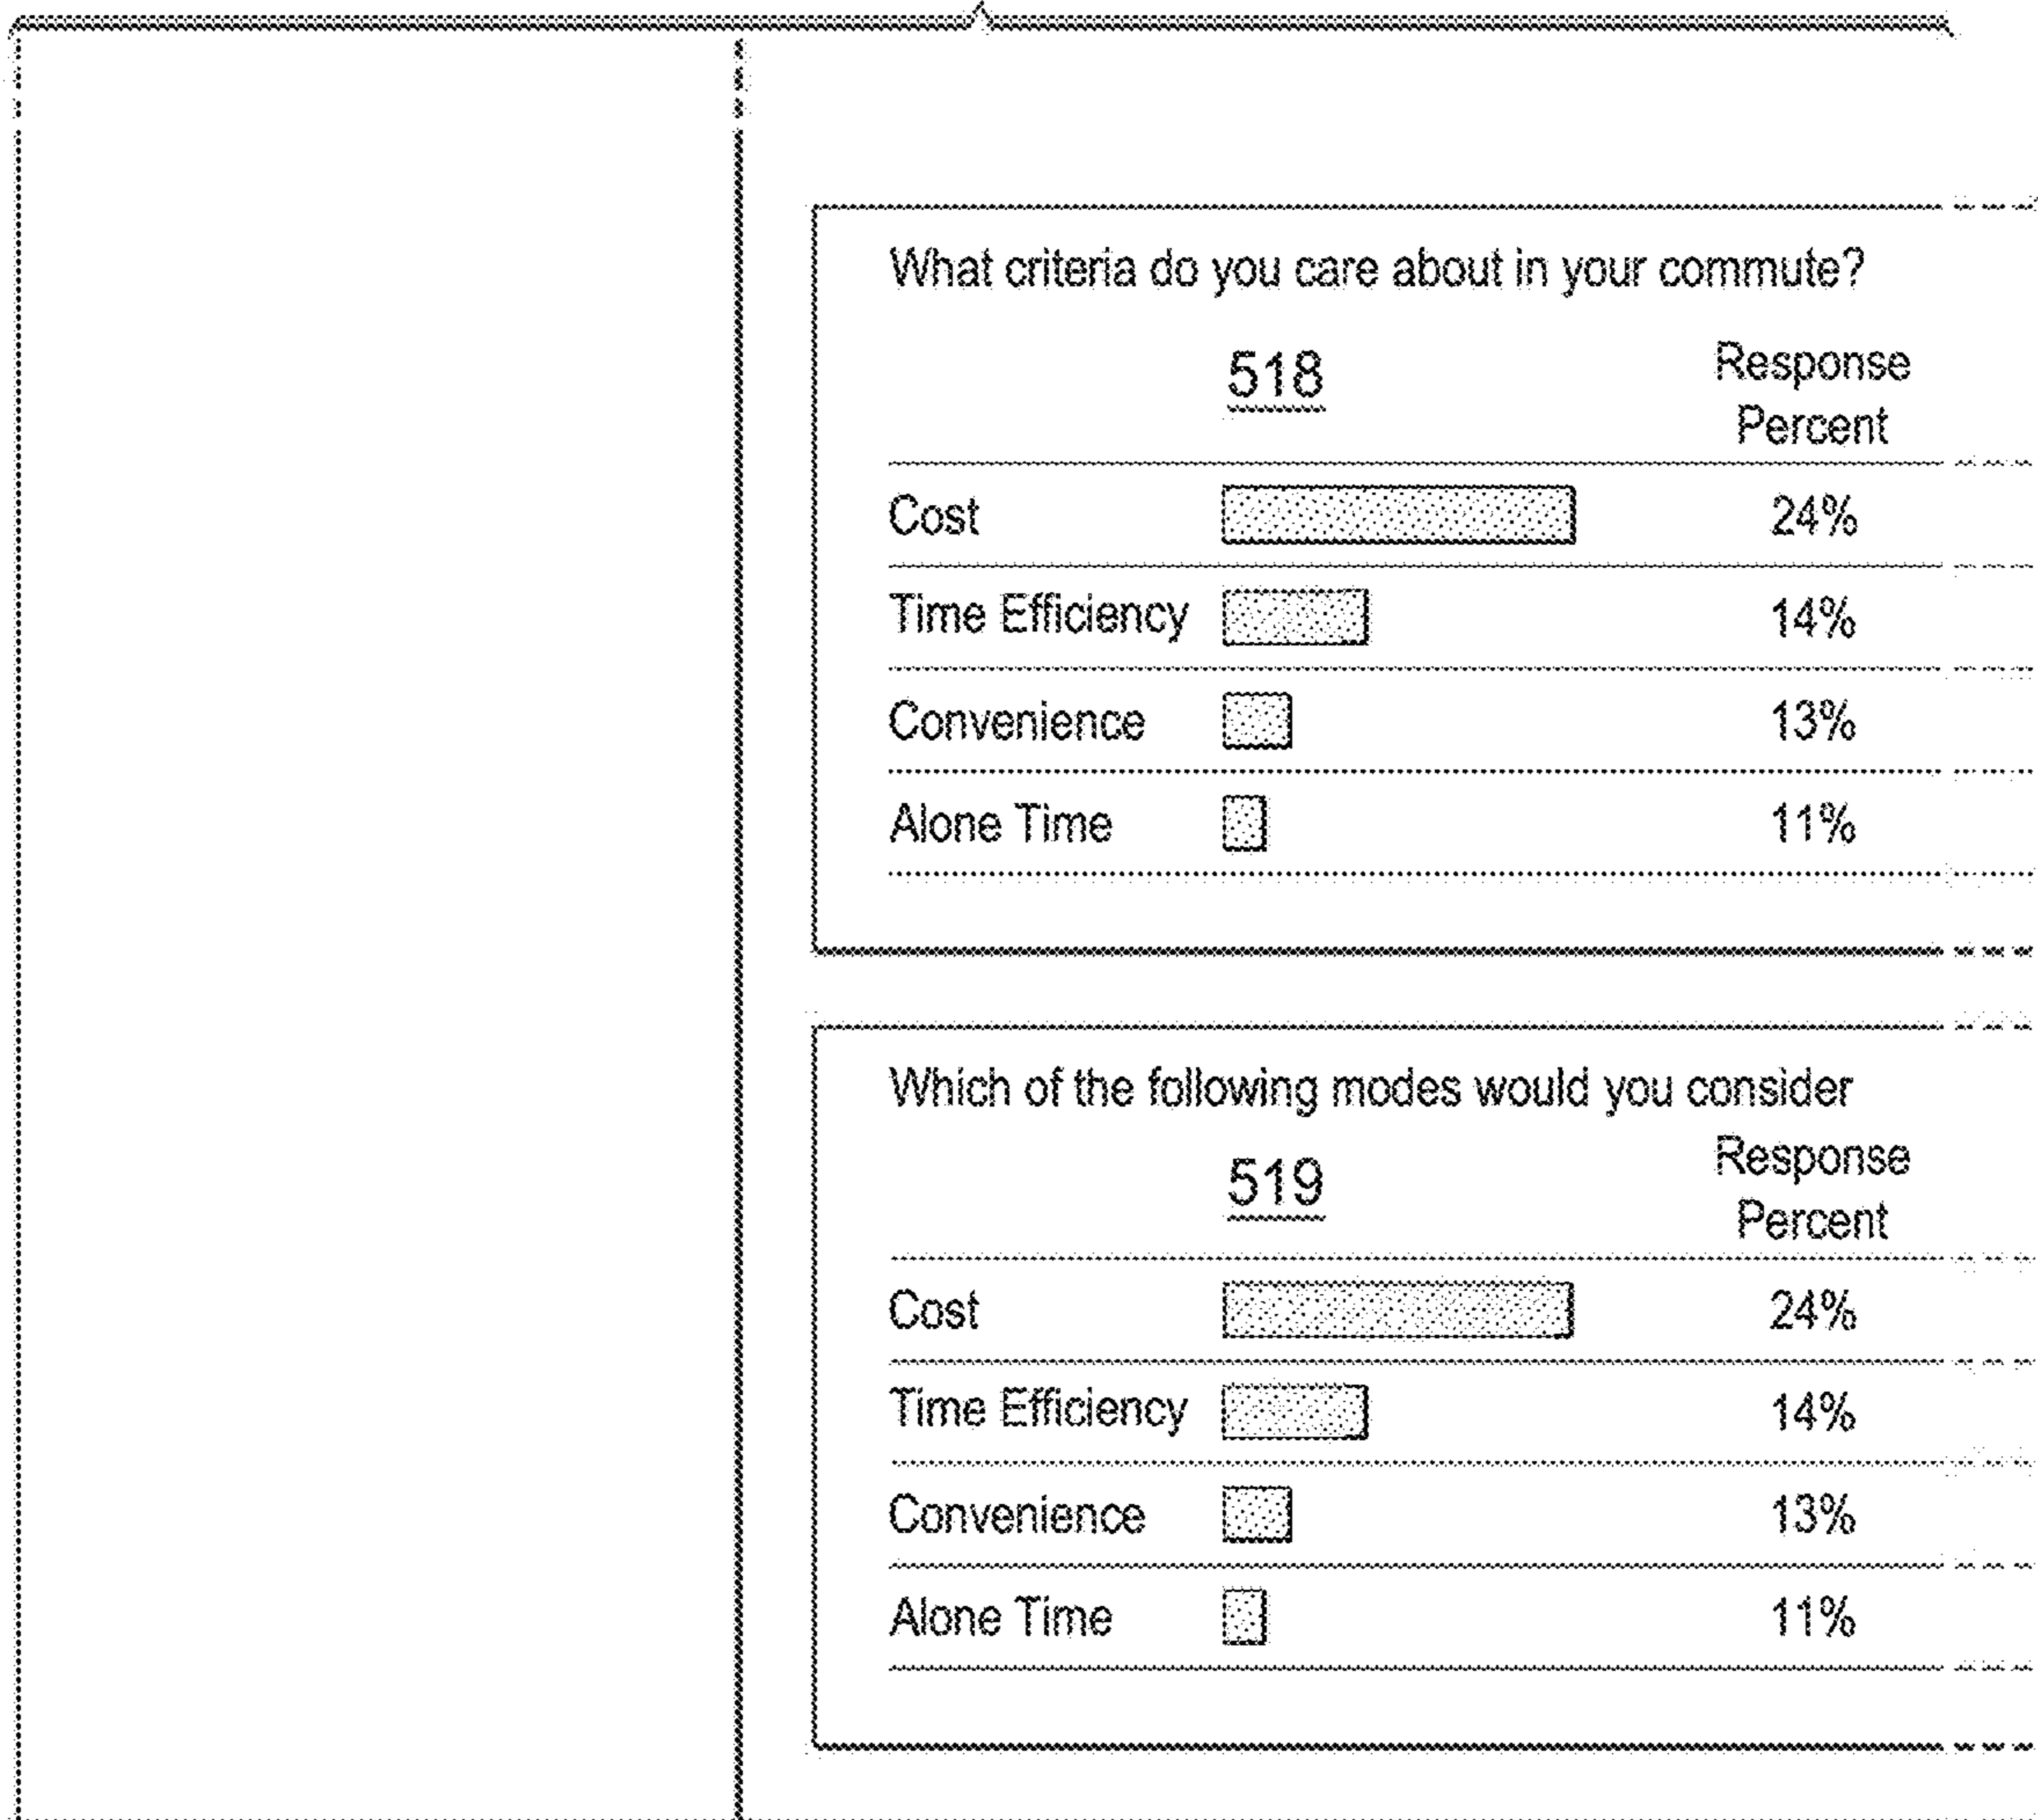 What criteria do you care about in your commute?
518
Response
Percent
Cost 24%
Time Efficiency 14%
Convenience 13%
Alone Time 11%
Which of the following modes would you consider
519
Response
Percent
Cost 24%
Time Efficiency 14%
Convenience 13%
Alone Time 11%